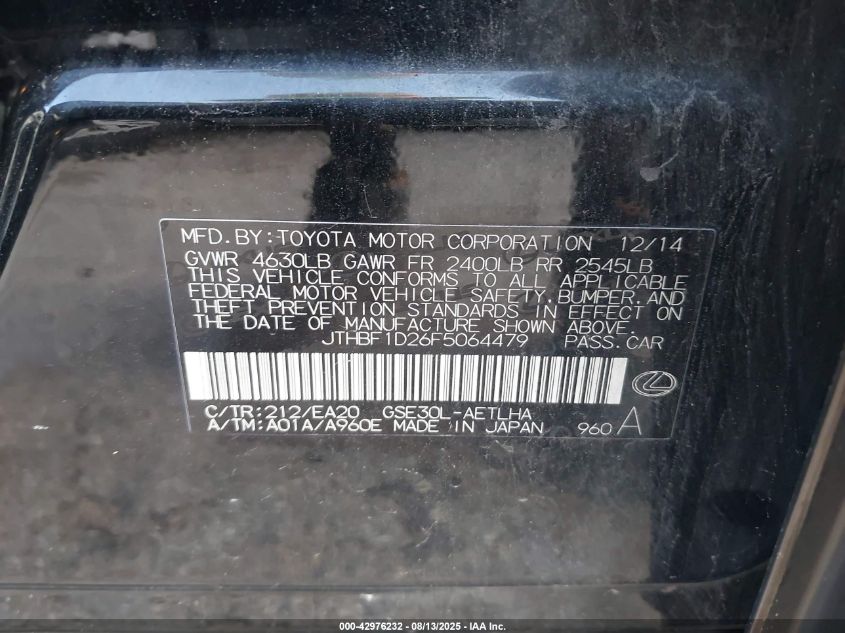 MFD.BY:TOYOTA MOTOR CORPORATION 12/14
GVWR 4630LB GAWR FR 2400LB RR 2545LB
THIS VEHICLE CONFORMS TO ALL APPLICABLE
FEDERAL MOTOR VEHICLE SAFETY,BUMPER,AND
THEFT PREVENTION STANDARDS IN EFFECT ON
THE DATE OF MANUFACTURE SHOWN ABOVE.
JTHBF1D26F5064479 PASS.CAR
C/TR:212/EA20 GSE30L-AETLHA
A/TM:A01A/A960E MADE IN JAPAN 960 A
000-42976232 - 08/13/2025 - IAA Inc.